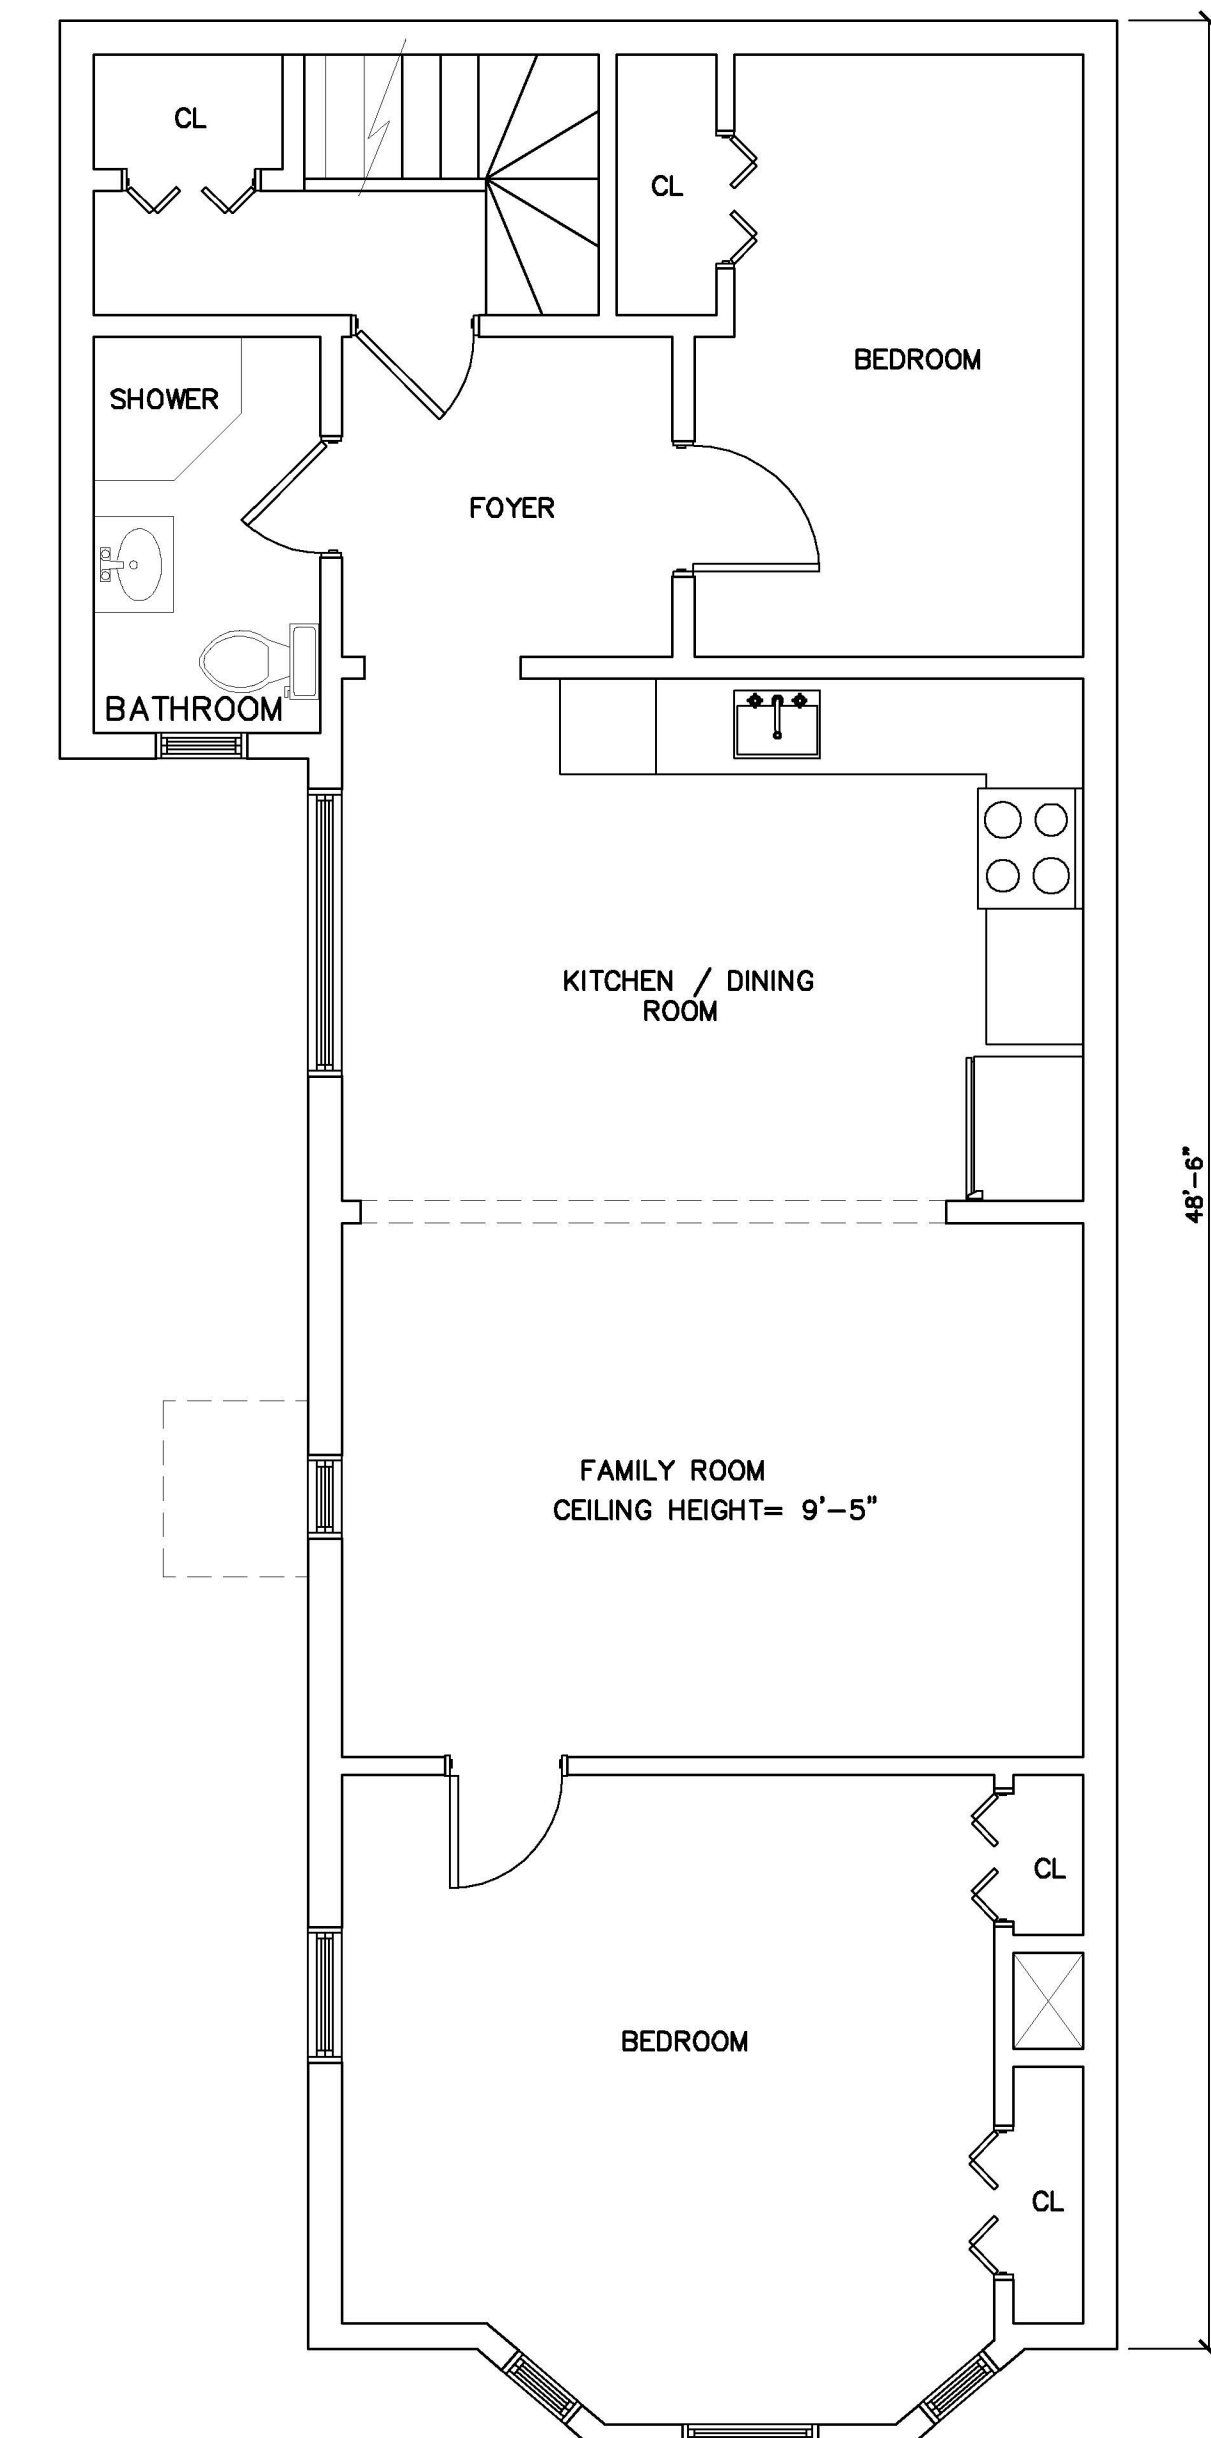 CL
CL
BEDROOM
SHOWER
FOYER
BATHROOM
KITCHEN / DINING
ROOM
48'-6"
FAMILY ROOM
CEILING HEIGHT= 9'-5"
CL
BEDROOM
CL